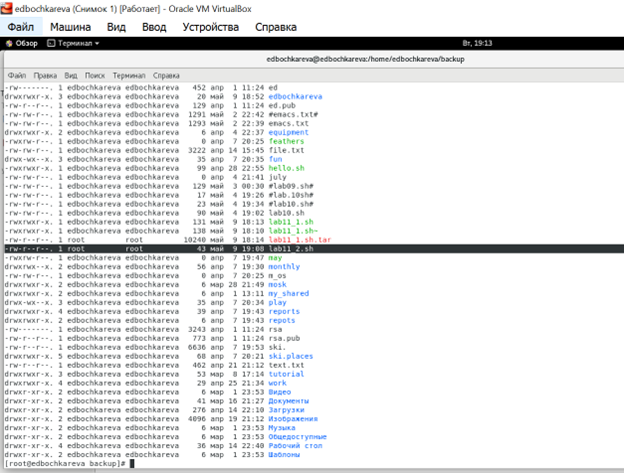 edbochkareva (Снимок 1) [Работает] - Oracle VM VirtualBox
Файл Машина Вид Ввод Устройства Справка
Обзор Терминал Вт, 19:13
edbochkareva@edbochkareva:/home/edbochkareva/backup
Файл Правка Вид Поиск Терминал Справка
-rw-------. 1 edbochkareva edbochkareva 452 апр 1 11:24 ed
drwxrwxr-x. 3 edbochkareva edbochkareva 20 май 9 18:52 edbochkareva
-rw-r--r--. 1 edbochkareva edbochkareva 129 апр 1 11:24 ed.pub
-rw-rw-r--. 1 edbochkareva edbochkareva 1291 май 2 22:42 #emacs.txt#
-rw-rw-r--. 1 edbochkareva edbochkareva 1293 май 2 22:39 emacs.txt
drwxrwxr-x. 2 edbochkareva edbochkareva 6 апр 4 22:37 equipment
-rw-rw-r--. 1 edbochkareva edbochkareva 0 апр 7 20:25 feathers
-rw-rw-r--. 1 edbochkareva edbochkareva 3222 апр 14 15:45 file.txt
drwx-wx--x. 3 edbochkareva edbochkareva 35 апр 7 20:35 fun
-rwxrwxr-x. 1 edbochkareva edbochkareva 99 апр 28 22:55 hello.sh
-rw-rw-r--. 1 edbochkareva edbochkareva 0 апр 4 21:41 july
-rw-rw-r--. 1 edbochkareva edbochkareva 129 май 3 00:30 #lab09.sh#
-rw-rw-r--. 1 edbochkareva edbochkareva 17 май 4 19:26 #lab.10sh#
-rw-rw-r--. 1 edbochkareva edbochkareva 23 май 4 19:34 #lab10.sh#
-rw-rw-r--. 1 edbochkareva edbochkareva 90 май 4 19:02 lab10.sh
-rwxrwxr-x. 1 edbochkareva edbochkareva 131 май 9 18:13 lab11_1.sh
-rwxrwxr-x. 1 edbochkareva edbochkareva 138 май 9 18:10 lab11_1.sh~
-rw-r--r--. 1 root root 10240 май 9 18:14 lab11_1.sh.tar
-rw-r--r--. 1 root root 43 май 9 19:08 lab11_2.sh
-rwxr--r--. 1 edbochkareva edbochkareva 0 апр 7 19:47 may
drwxrwx--x. 2 edbochkareva edbochkareva 56 апр 7 19:30 monthly
-rw-r--r--. 1 edbochkareva edbochkareva 0 апр 7 20:25 m_os
drwxrwxr-x. 2 edbochkareva edbochkareva 6 мар 28 21:49 mosk
drwxrwxr-x. 2 edbochkareva edbochkareva 6 апр 1 13:11 my_shared
drwx-wx--x. 3 edbochkareva edbochkareva 35 апр 7 20:34 play
drwxrwxr-x. 4 edbochkareva edbochkareva 39 апр 7 19:43 reports
drwxrwxr-x. 2 edbochkareva edbochkareva 6 апр 7 19:43 repots
-rw-------. 1 edbochkareva edbochkareva 3243 апр 1 11:24 rsa
-rw-r--r--. 1 edbochkareva edbochkareva 773 апр 1 11:24 rsa.pub
-rw-r--r--. 1 edbochkareva edbochkareva 6636 апр 7 19:53 ski.
drwxrwxr-x. 5 edbochkareva edbochkareva 68 апр 7 20:21 ski.places
-rw-rw-r--. 1 edbochkareva edbochkareva 462 апр 21 21:12 text.txt
drwxrwxr-x. 3 edbochkareva edbochkareva 53 мар 8 17:14 tutorial
drwxrwxr-x. 4 edbochkareva edbochkareva 29 апр 25 21:34 work
drwxr-xr-x. 2 edbochkareva edbochkareva 6 мар 1 23:53 Видео
drwxr-xr-x. 2 edbochkareva edbochkareva 41 мар 16 21:27 Документы
drwxr-xr-x. 2 edbochkareva edbochkareva 276 апр 14 22:10 Загрузки
drwxr-xr-x. 2 edbochkareva edbochkareva 4096 апр 19 21:12 Изображения
drwxr-xr-x. 2 edbochkareva edbochkareva 6 мар 1 23:53 Музыка
drwxr-xr-x. 2 edbochkareva edbochkareva 6 мар 1 23:53 Общедоступные
drwxr-xr-x. 4 edbochkareva edbochkareva 36 мар 14 22:40 Рабочий стол
drwxr-xr-x. 2 edbochkareva edbochkareva 6 мар 1 23:53 Шаблоны
[root@edbochkareva backup]#